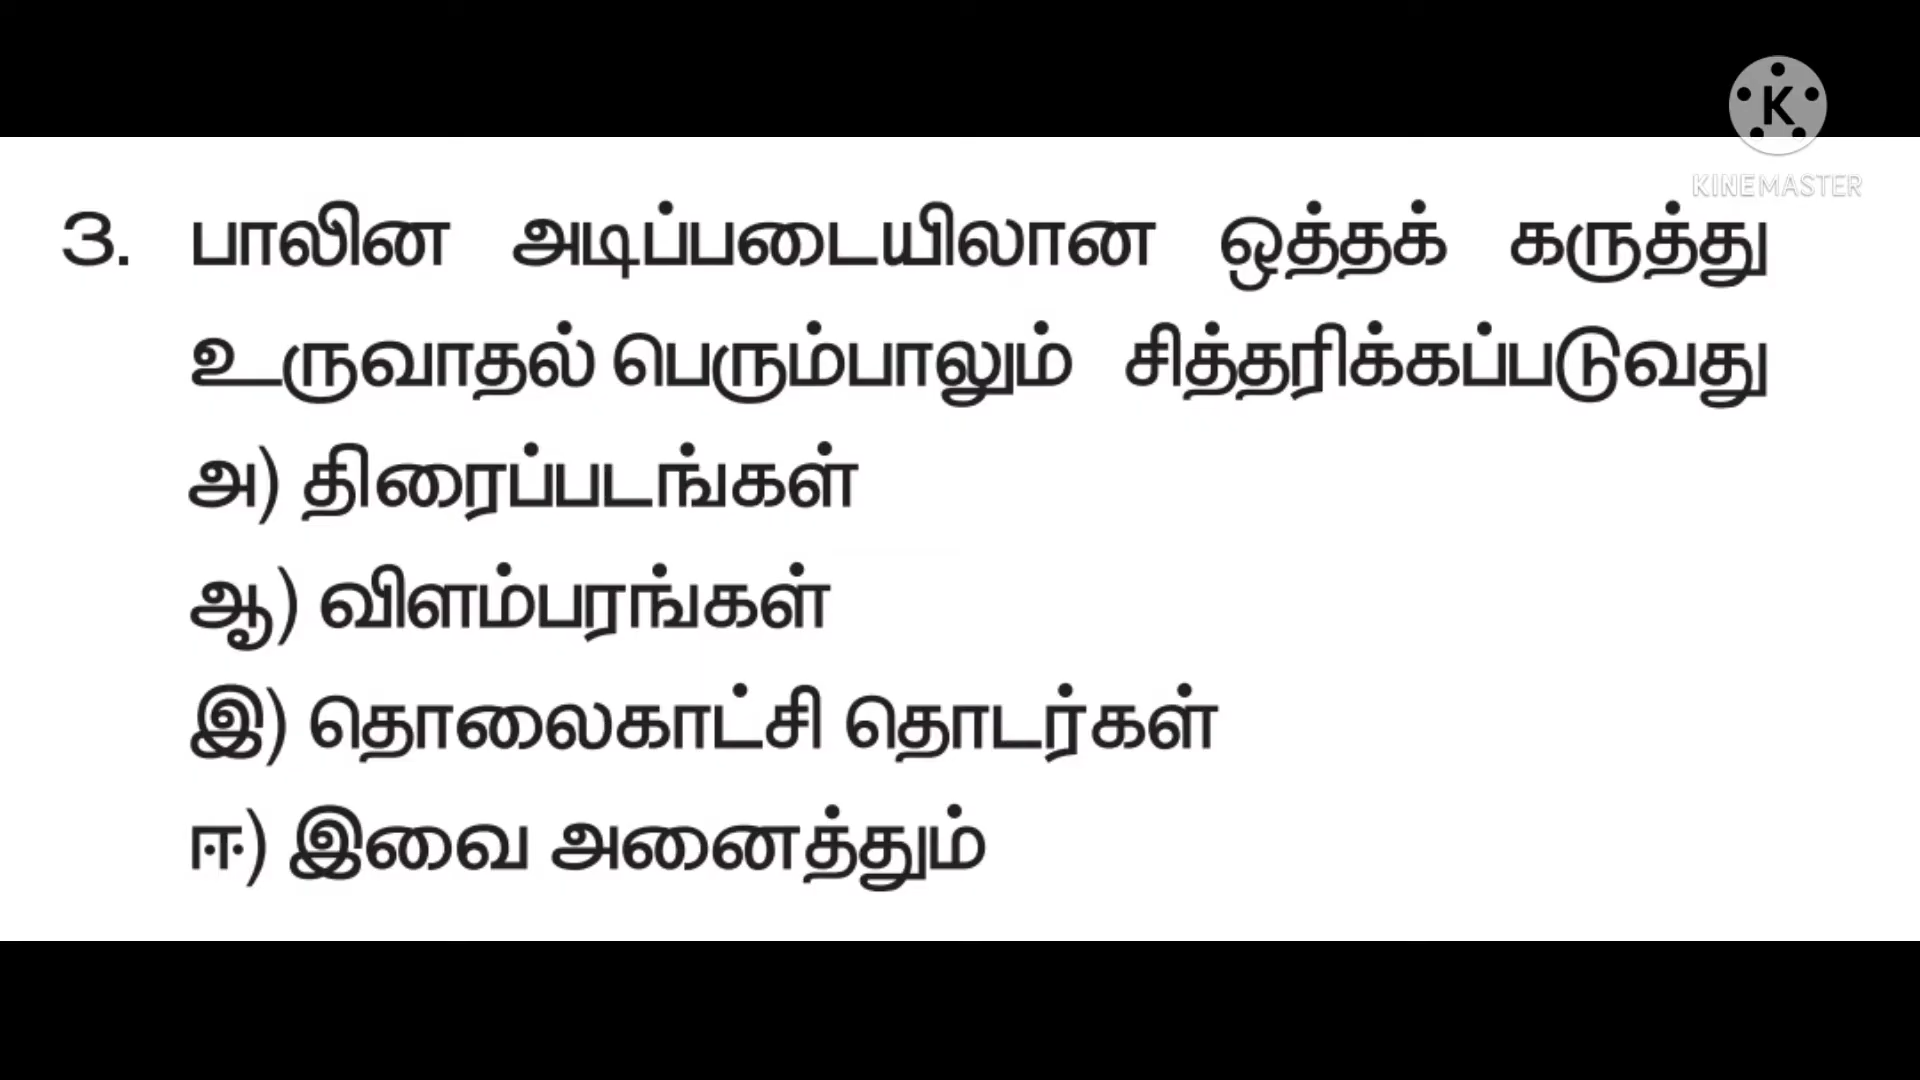 KINEMASTER
3. பாலின அடிப்படையிலான ஒத்தக் கருத்து
உருவாதல் பெரும்பாலும் சித்தரிக்கப்படுவது
அ) திரைப்படங்கள்
ஆ) விளம்பரங்கள்
இ) தொலைகாட்சி தொடர்கள்
ஈ) இவை அனைத்தும்